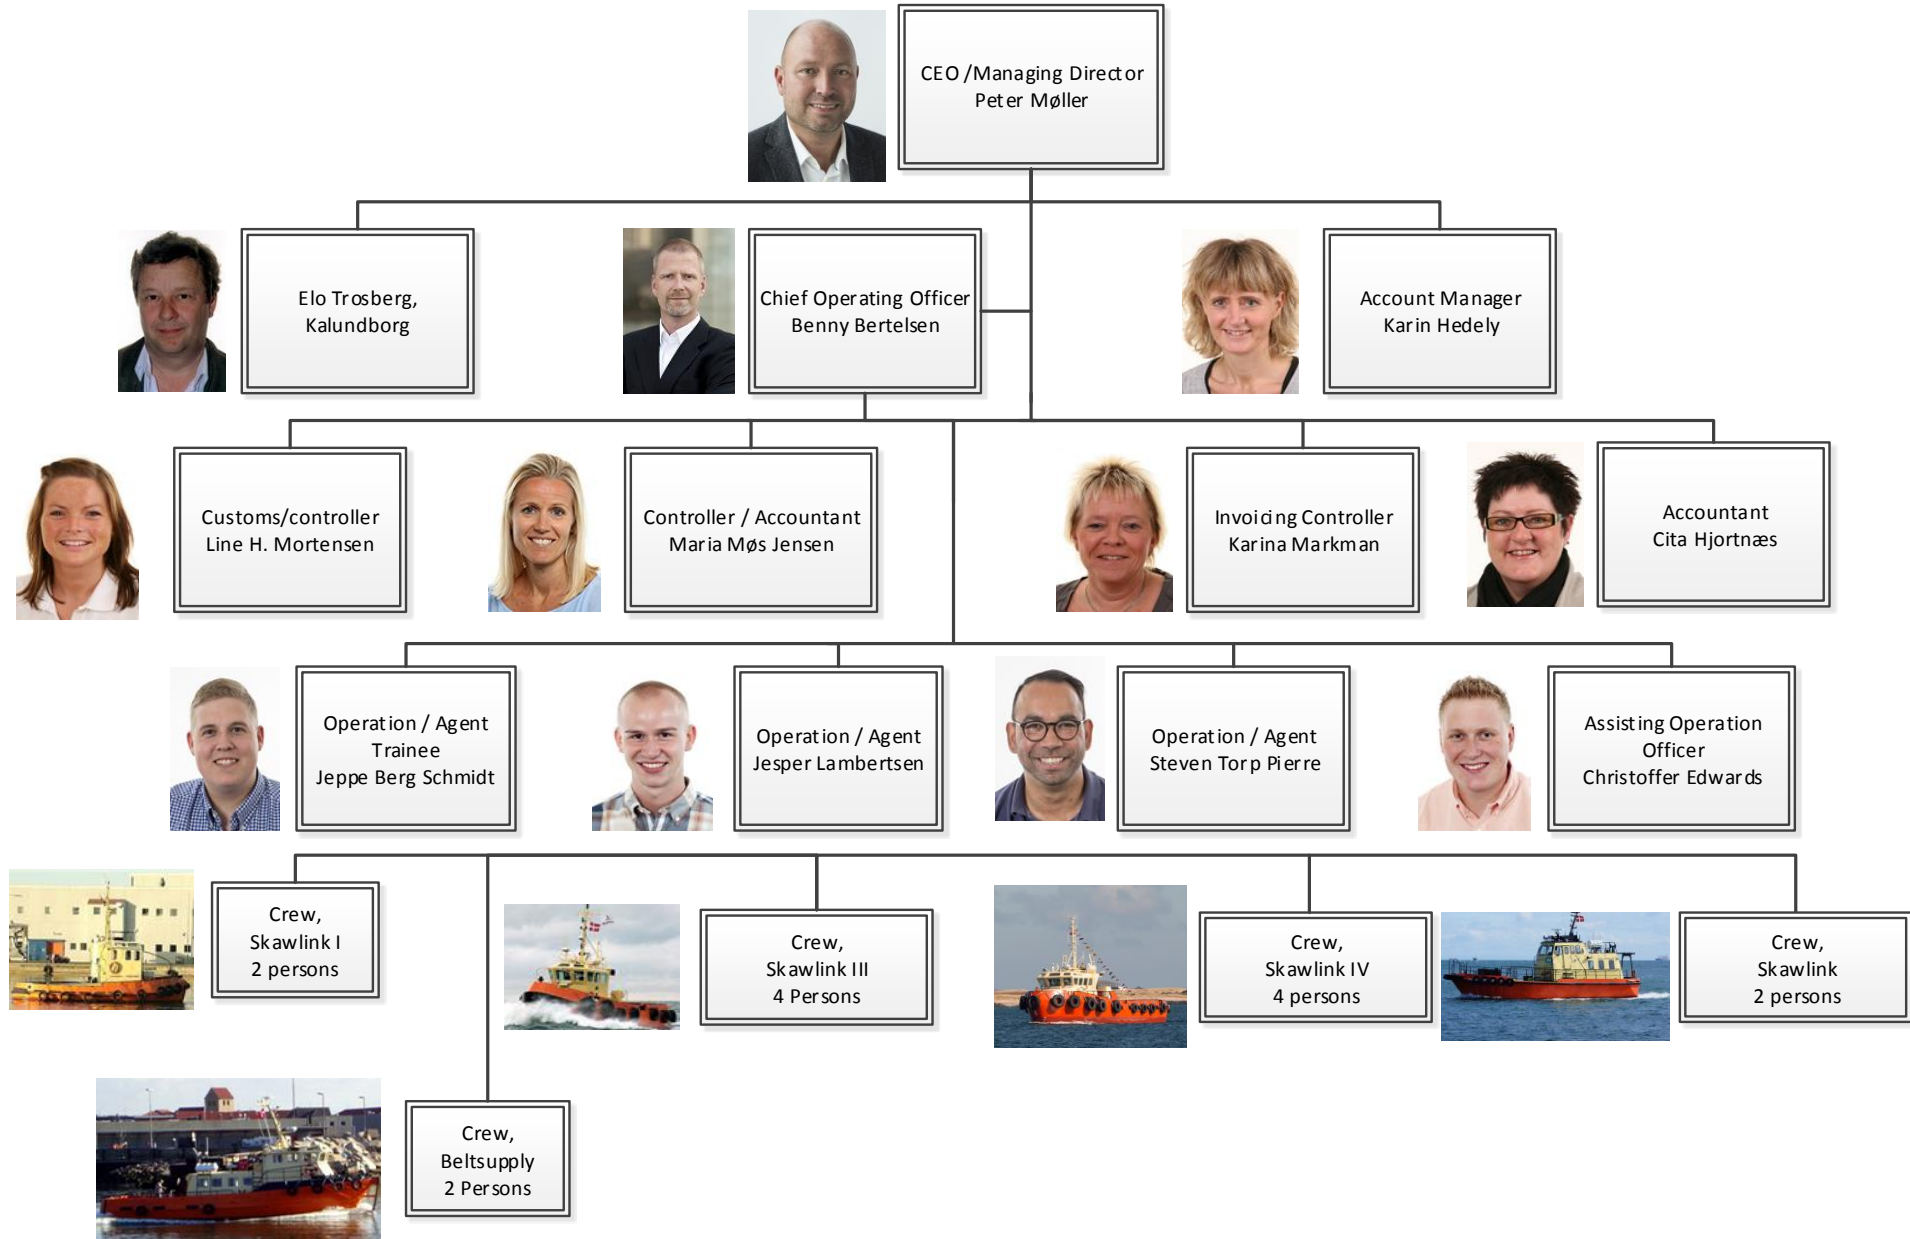 CEO /Managing Director
Peter Møller
Elo Trosberg,
Kalundborg
Chief Operating Officer
Benny Bertelsen
Account Manager
Karin Hedely
Customs/controller
Line H. Mortensen
Controller / Accountant
Maria Møs Jensen
Invoicing Controller
Karina Markman
Accountant
Cita Hjortnæs
Operation / Agent
Trainee
Jeppe Berg Schmidt
Operation / Agent
Jesper Lambertsen
Operation / Agent
Steven Torp Pierre
Assisting Operation
Officer
Christoffer Edwards
Crew,
Skawlink I
2 persons
Crew,
Skawlink III
4 Persons
Crew,
Skawlink IV
4 persons
Crew,
Skawlink
2 persons
Crew,
Beltsupply
2 Persons